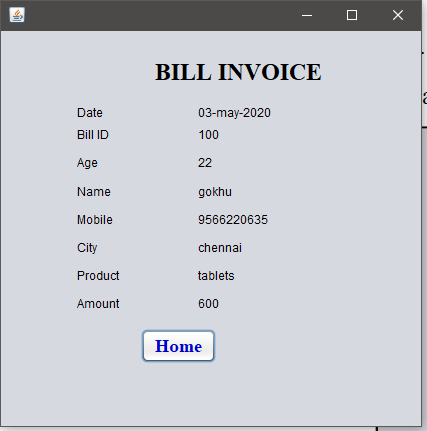 BILL INVOICE
Date 03-may-2020
Bill ID 100
Age 22
Name gokhu
Mobile 9566220635
City chennai
Product tablets
Amount 600
Home